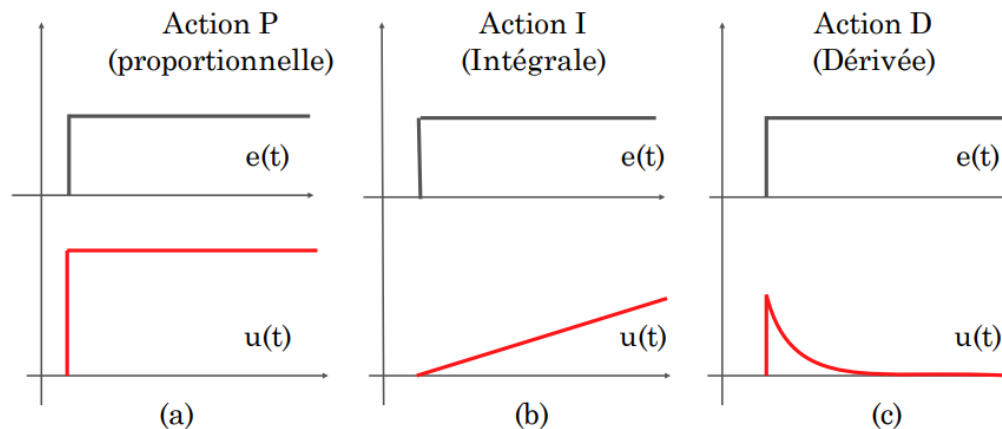 Action P
(proportionnelle)
e(t)
u(t)
(a)
Action I
(Intégrale)
e(t)
u(t)
(b)
Action D
(Dérivée)
e(t)
u(t)
(c)